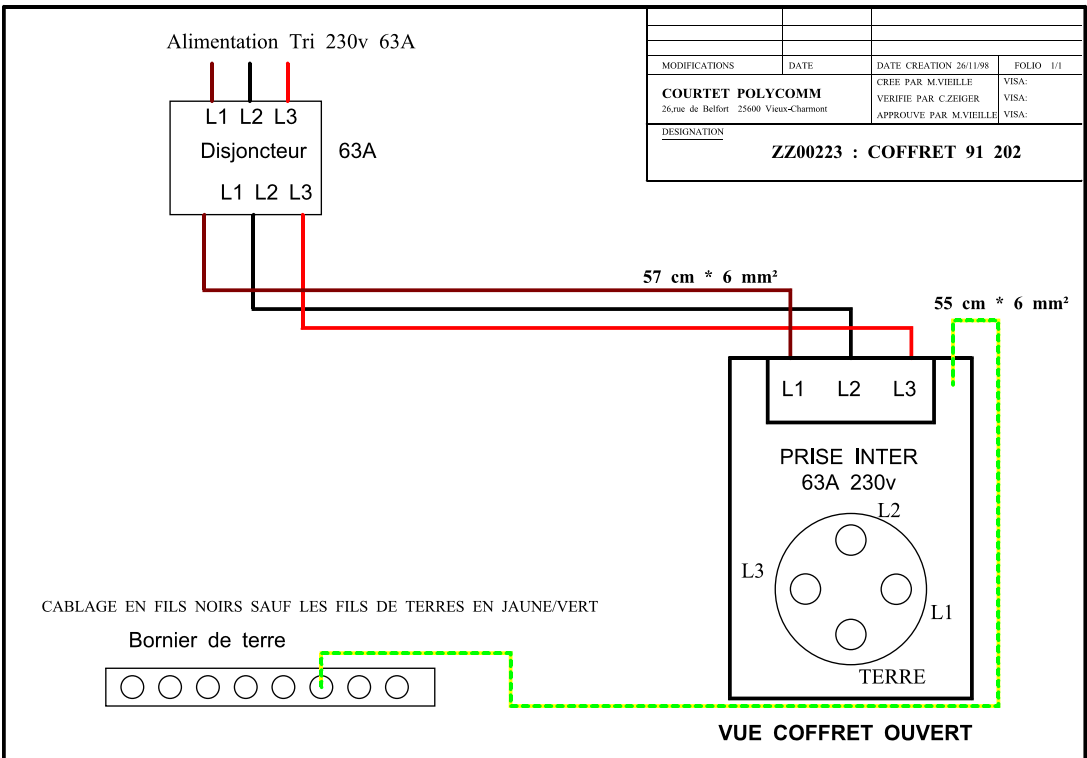 Alimentation Tri 230v 63A
L1 L2 L3
Disjoncteur 63A
L1 L2 L3
MODIFICATIONS DATE DATE CREATION 26/11/98 FOLIO 1/1
COURTET POLYCOMM
26,rue de Belfort 25600 Vieux-Charmont
CREE PAR M.VIEILLE VISA:
VERIFIE PAR C.ZEIGER VISA:
APPROUVE PAR M.VIEILLE VISA:
DESIGNATION
ZZ00223 : COFFRET 91 202
57 cm * 6 mm²
55 cm * 6 mm²
L1 L2 L3
PRISE INTER
63A 230v
L2
L3
L1
TERRE
CABLAGE EN FILS NOIRS SAUF LES FILS DE TERRES EN JAUNE/VERT
Bornier de terre
VUE COFFRET OUVERT